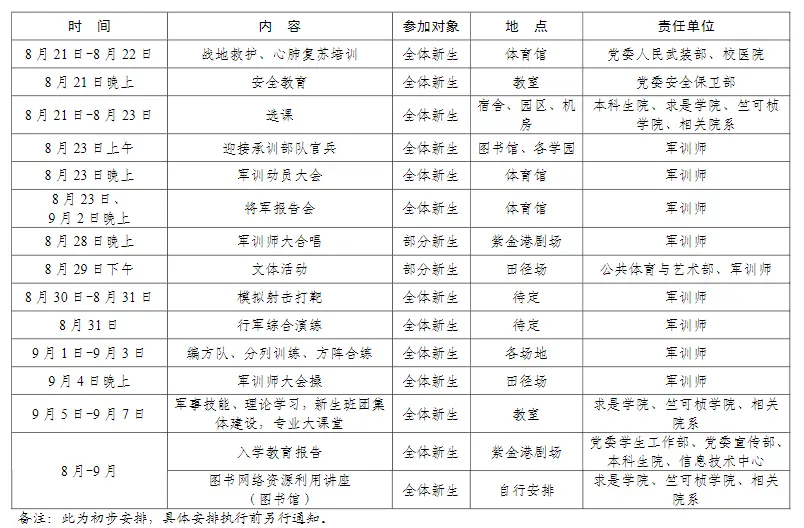 时 间 内 容 参加对象 地 点 责任单位
8月21日-8月22日 战地救护、心肺复苏培训 全体新生 体育馆 党委人民武装部、校医院
8月21日晚上 安全教育 全体新生 教室 党委安全保卫部
8月21日-8月23日 选课 全体新生 宿舍、园区、机房 本科生院、求是学院、竺可桢学院、相关院系
8月23日上午 迎接承训部队官兵 全体新生 图书馆、各学园 军训师
8月23日晚上 军训动员大会 全体新生 体育馆 军训师
8月23日、9月2日晚上 将军报告会 全体新生 体育馆 军训师
8月28日晚上 军训师大合唱 部分新生 紫金港剧场 军训师
8月29日下午 文体活动 部分新生 田径场 公共体育与艺术部、军训师
8月30日-8月31日 模拟射击打靶 全体新生 待定 军训师
8月31日 行军综合演练 全体新生 待定 军训师
9月1日-9月3日 编方队、分列训练、方阵合练 全体新生 各场地 军训师
9月4日晚上 军训师大会操 全体新生 田径场 军训师
9月5日-9月7日 军事技能、理论学习，新生班团集体建设，专业大课堂 全体新生 教室 求是学院、竺可桢学院、相关院系
8月-9月 入学教育报告 全体新生 紫金港剧场 党委学生工作部、党委宣传部、本科生院、信息技术中心
图书网络资源利用讲座（图书馆） 全体新生 自行安排 求是学院、竺可桢学院、相关院系
备注：此为初步安排，具体安排执行前另行通知。